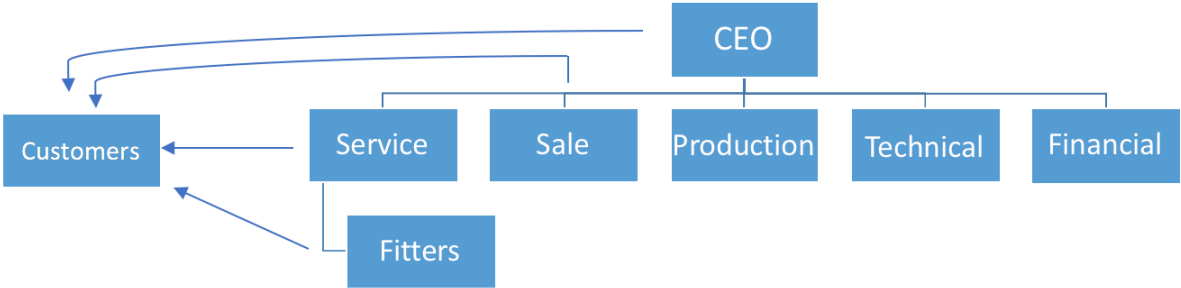 CEO
Customers
Service
Sale
Production
Technical
Financial
Fitters